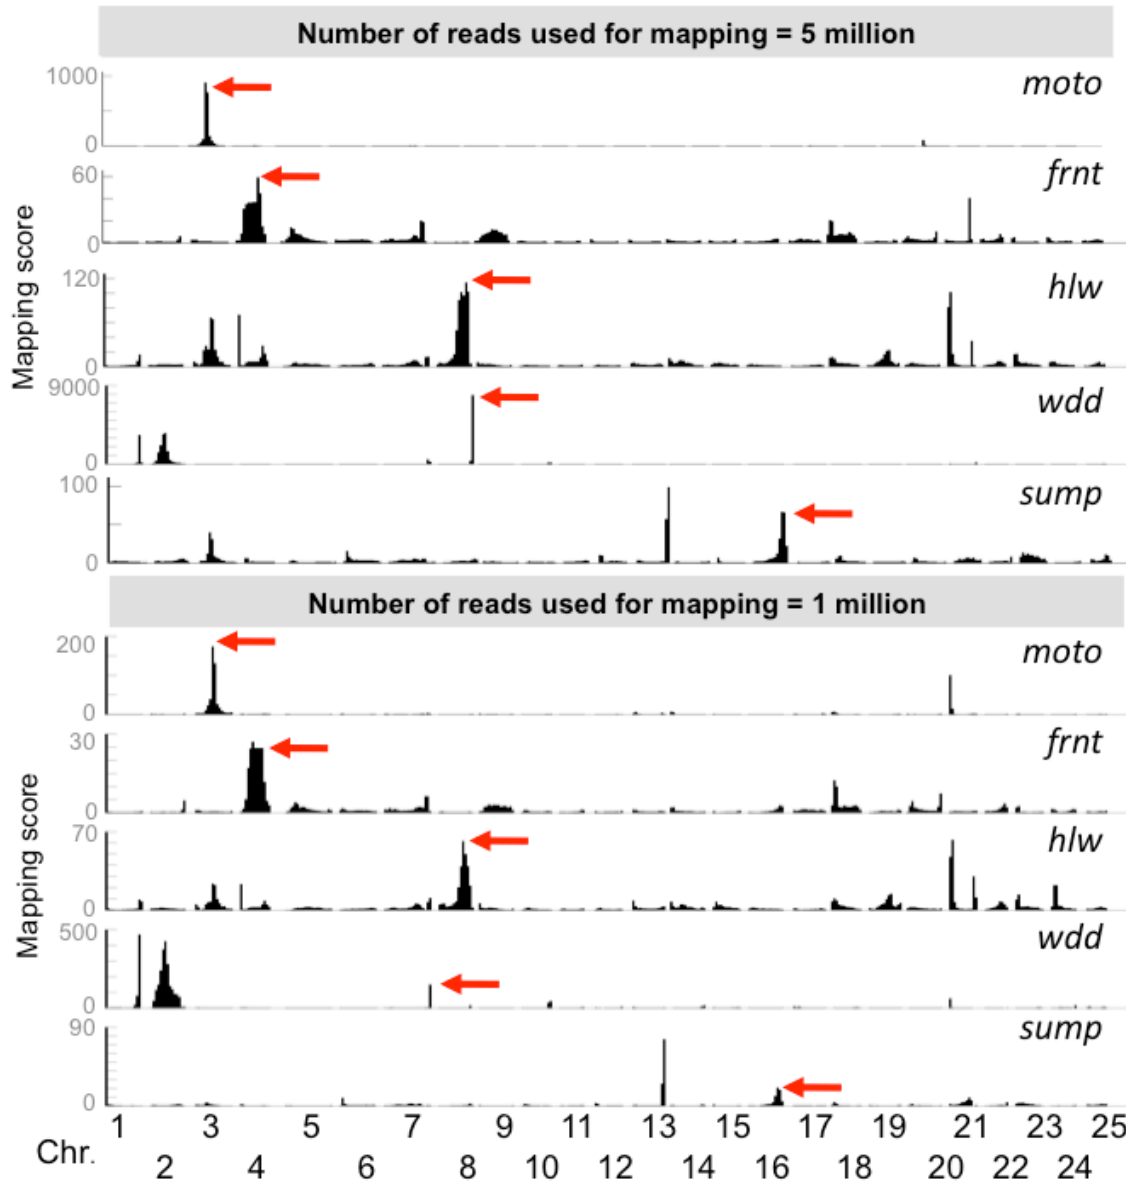 Number of reads used for mapping = 5 million
1000
0
moto
60
0
frnt
120
0
hlw
9000
0
wdd
100
0
sump
Mapping score
Number of reads used for mapping = 1 million
200
0
moto
30
0
frnt
70
0
hlw
500
0
wdd
90
0
sump
Mapping score
1 3 5 7 9 11 13 15 17 19 21 23 25
Chr. 2 4 6 8 10 12 14 16 18 20 22 24